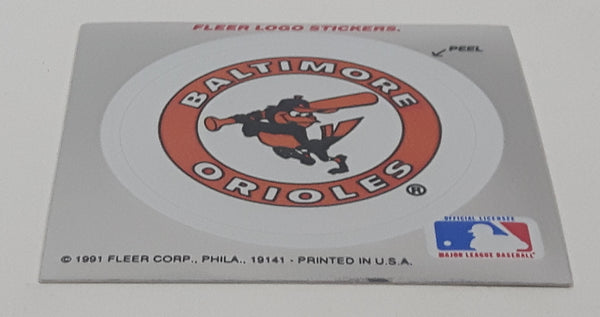 FLEER LOGO STICKERS.
PEEL
BALTIMORE
ORIOLES®
OFFICIAL LICENSEE
MAJOR LEAGUE BASEBALL®
© 1991 FLEER CORP., PHILA., 19141 - PRINTED IN U.S.A.